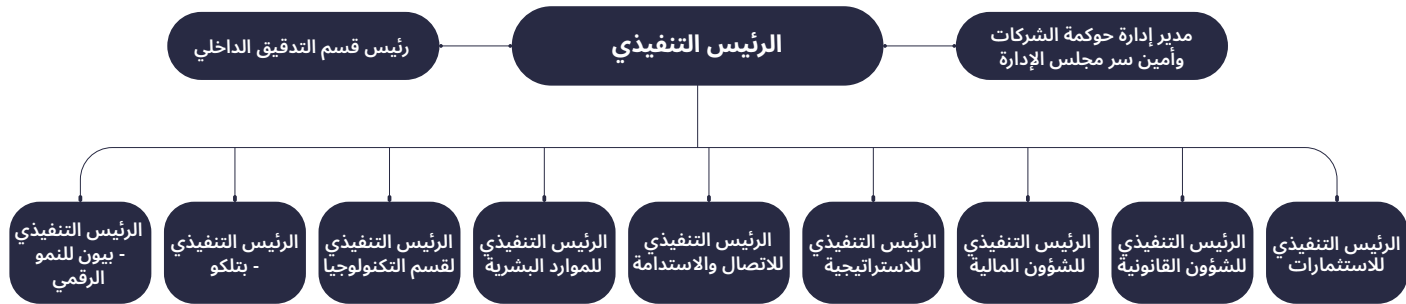 مدير إدارة حوكمة الشركات
وأمين سر مجلس الإدارة
الرئيس التنفيذي
رئيس قسم التدقيق الداخلي
الرئيس التنفيذي
للاستثمارات
الرئيس التنفيذي
للشؤون القانونية
الرئيس التنفيذي
للشؤون المالية
الرئيس التنفيذي
للاستراتيجية
الرئيس التنفيذي
للاتصال والاستدامة
الرئيس التنفيذي
للموارد البشرية
الرئيس التنفيذي
لقسم التكنولوجيا
الرئيس التنفيذي
- بتلكو
الرئيس التنفيذي
- بيون للنمو
الرقمي